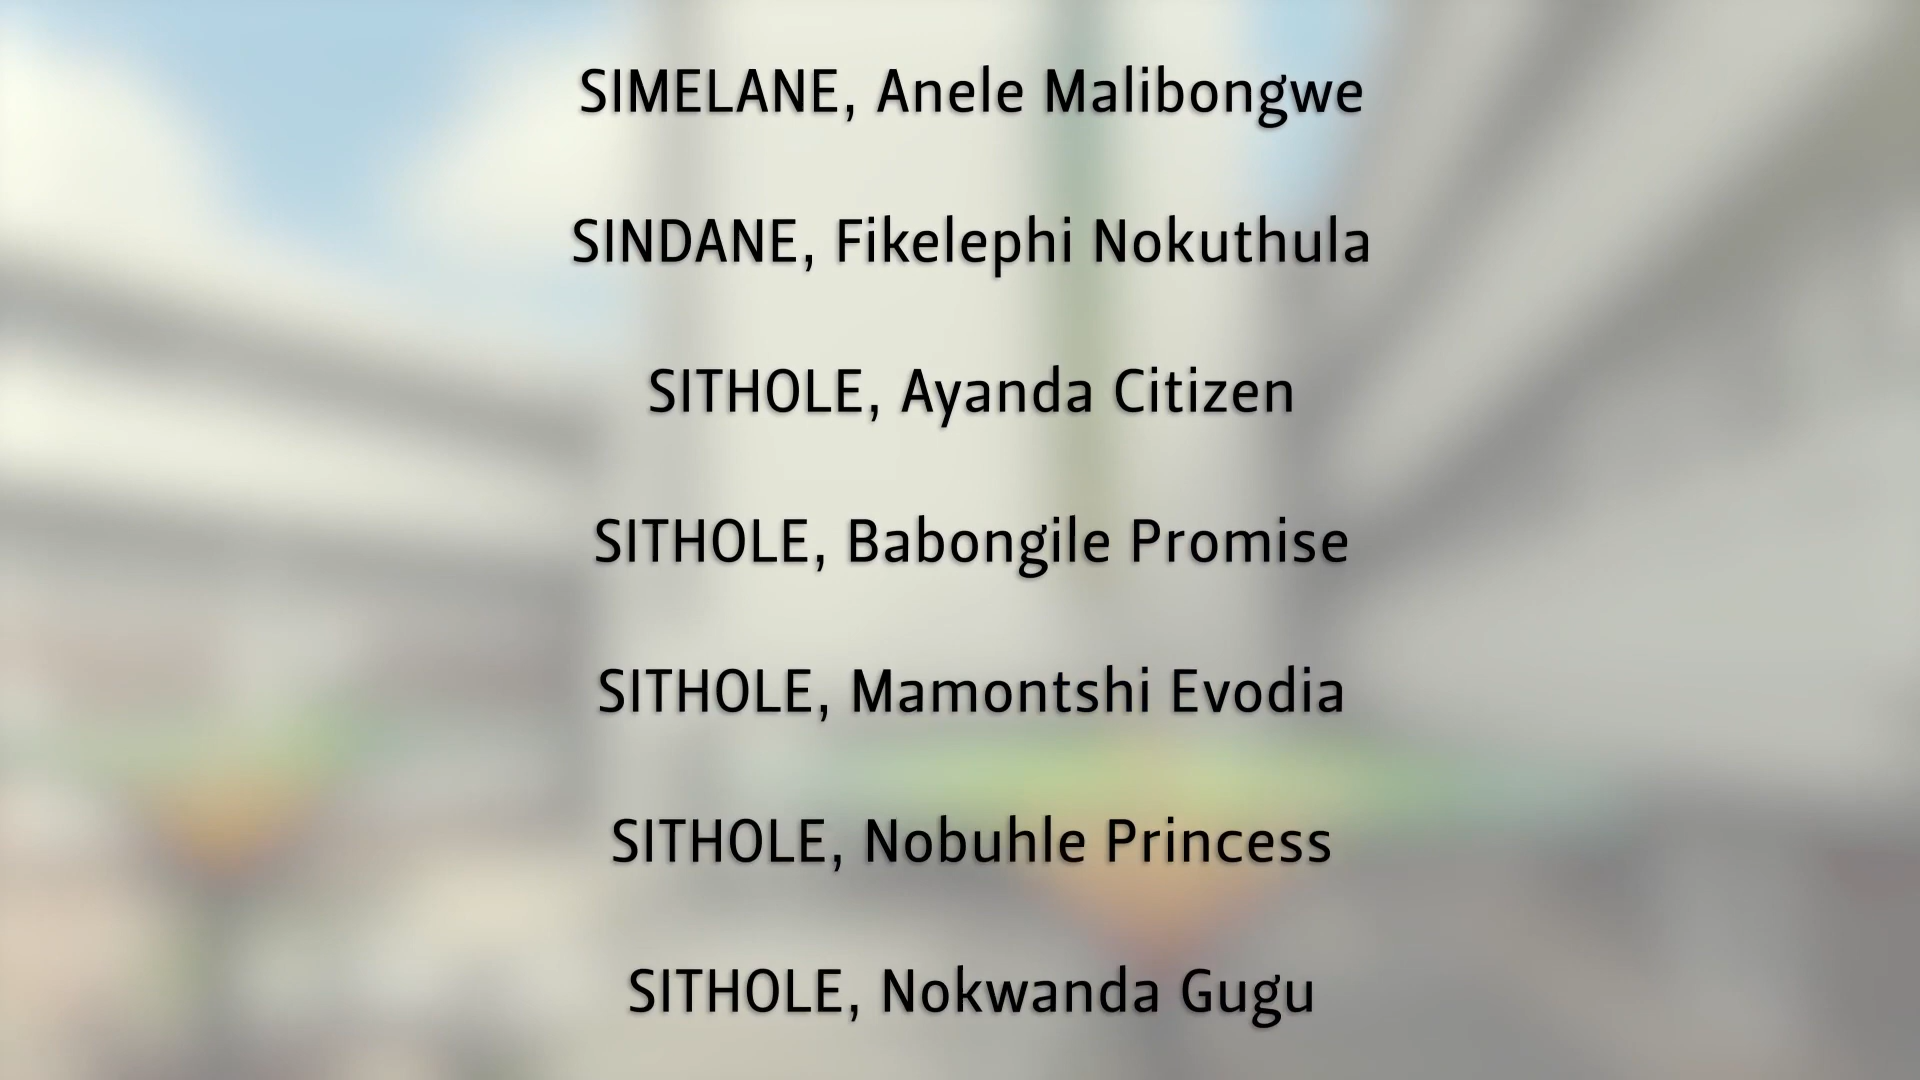 SIMELANE, Anele Malibongwe
SINDANE, Fikelephi Nokuthula
SITHOLE, Ayanda Citizen
SITHOLE, Babongile Promise
SITHOLE, Mamontshi Evodia
SITHOLE, Nobuhle Princess
SITHOLE, Nokwanda Gugu